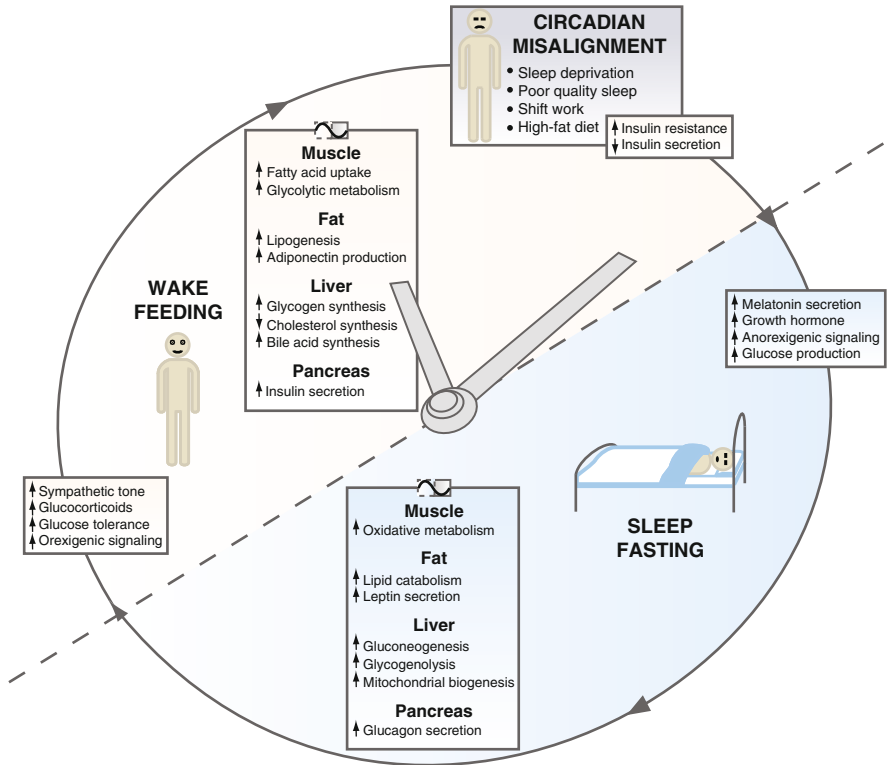 CIRCADIAN
MISALIGNMENT
• Sleep deprivation
• Poor quality sleep
• Shift work
• High-fat diet
Insulin resistance
Insulin secretion
Muscle
Fatty acid uptake
Glycolytic metabolism
Fat
Lipogenesis
Adiponectin production
Liver
Glycogen synthesis
Cholesterol synthesis
Bile acid synthesis
Pancreas
Insulin secretion
WAKE
FEEDING
Melatonin secretion
Growth hormone
Anorexigenic signaling
Glucose production
Sympathetic tone
Glucocorticoids
Glucose tolerance
Orexigenic signaling
SLEEP
FASTING
Muscle
Oxidative metabolism
Fat
Lipid catabolism
Leptin secretion
Liver
Gluconeogenesis
Glycogenolysis
Mitochondrial biogenesis
Pancreas
Glucagon secretion